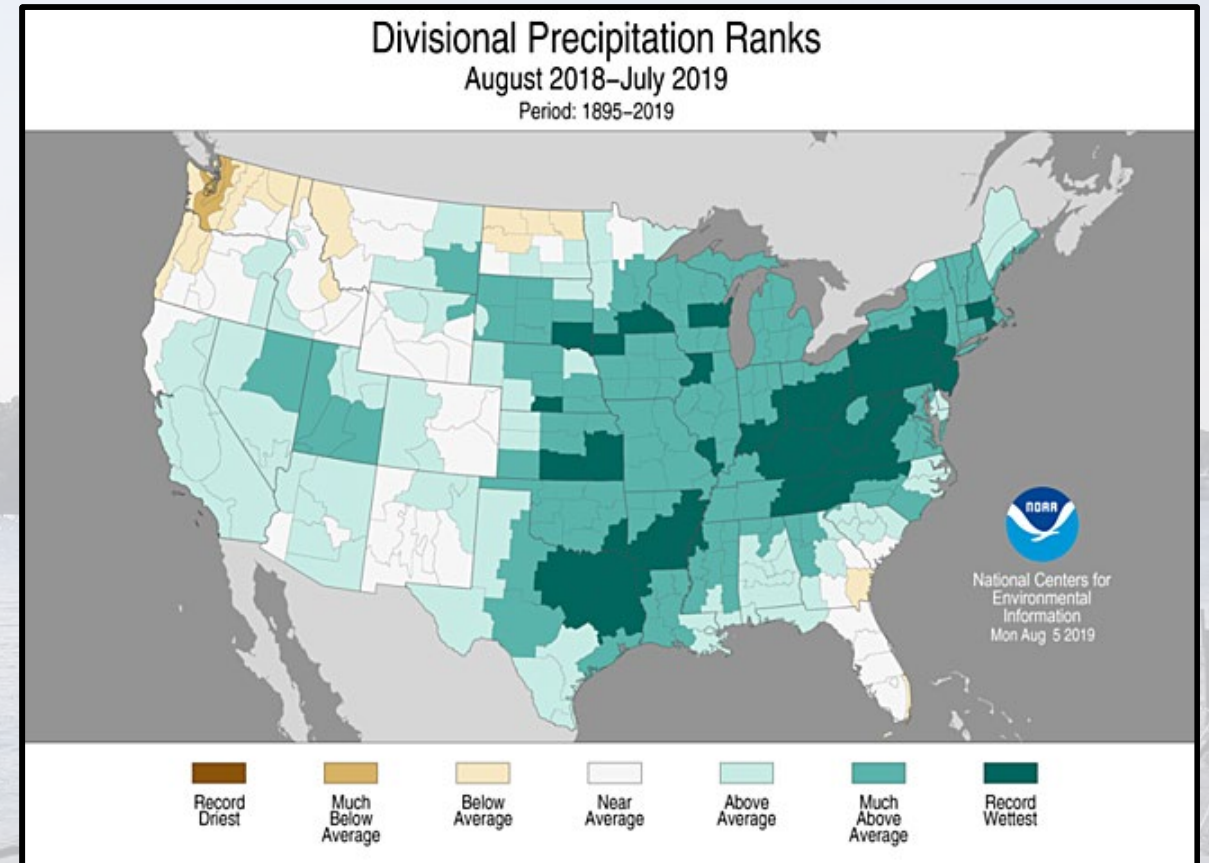 Divisional Precipitation Ranks
August 2018–July 2019
Period: 1895–2019
NOAA
National Centers for
Environmental
Information
Mon Aug 5 2019
Record
Driest
Much
Below
Average
Below
Average
Near
Average
Above
Average
Much
Above
Average
Record
Wettest